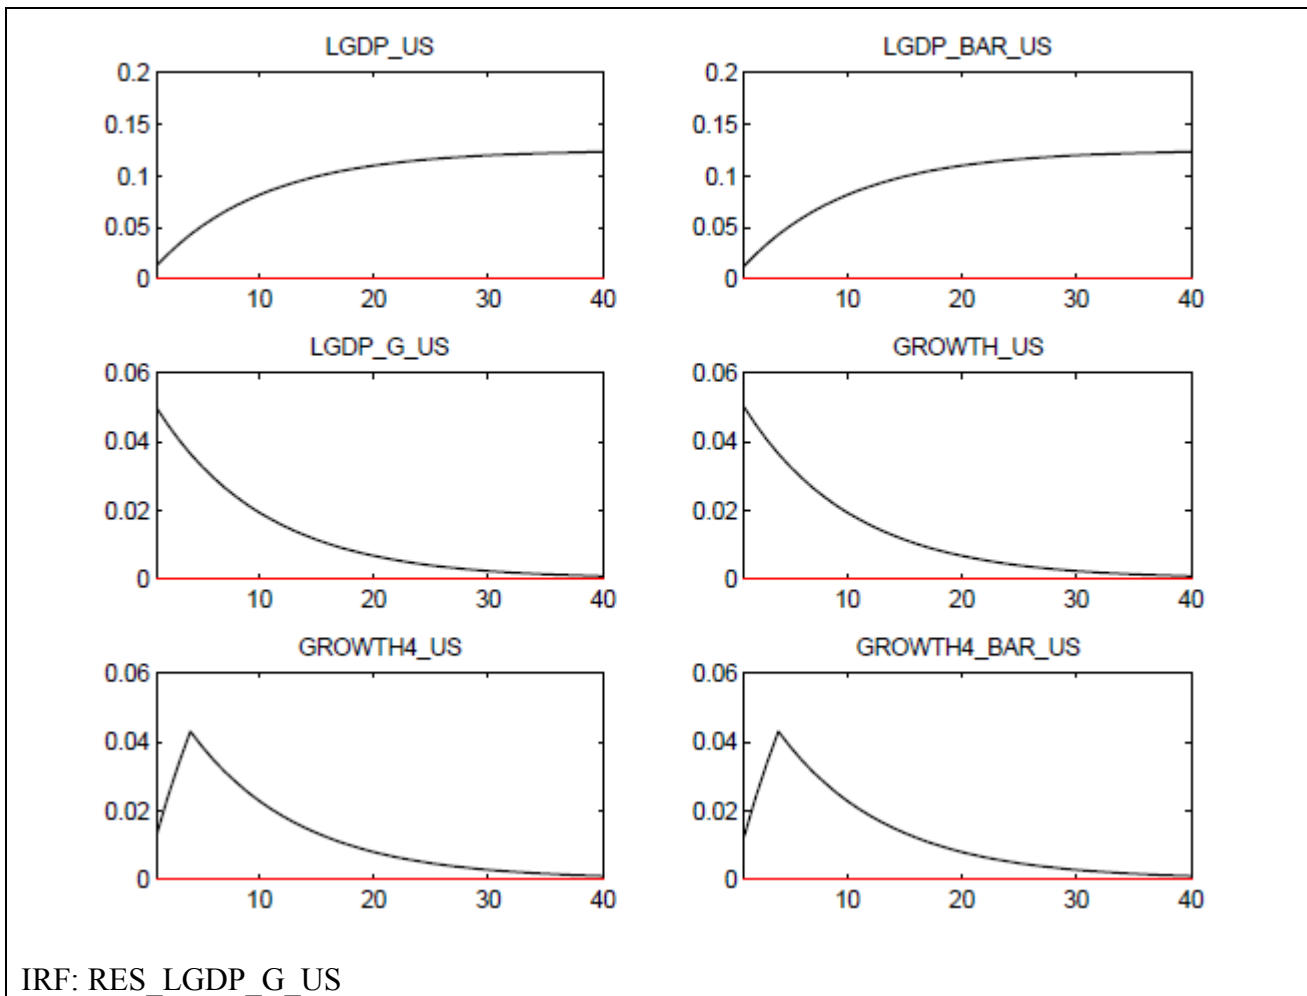 LGDP_US LGDP_BAR_US
0.2 0.2
0.15 0.15
0.1 0.1
0.05 0.05
0 0
10 20 30 40 10 20 30 40
LGDP_G_US GROWTH_US
0.06 0.06
0.04 0.04
0.02 0.02
0 0
10 20 30 40 10 20 30 40
GROWTH4_US GROWTH4_BAR_US
0.06 0.06
0.04 0.04
0.02 0.02
0 0
10 20 30 40 10 20 30 40
IRF: RES_LGDP_G_US